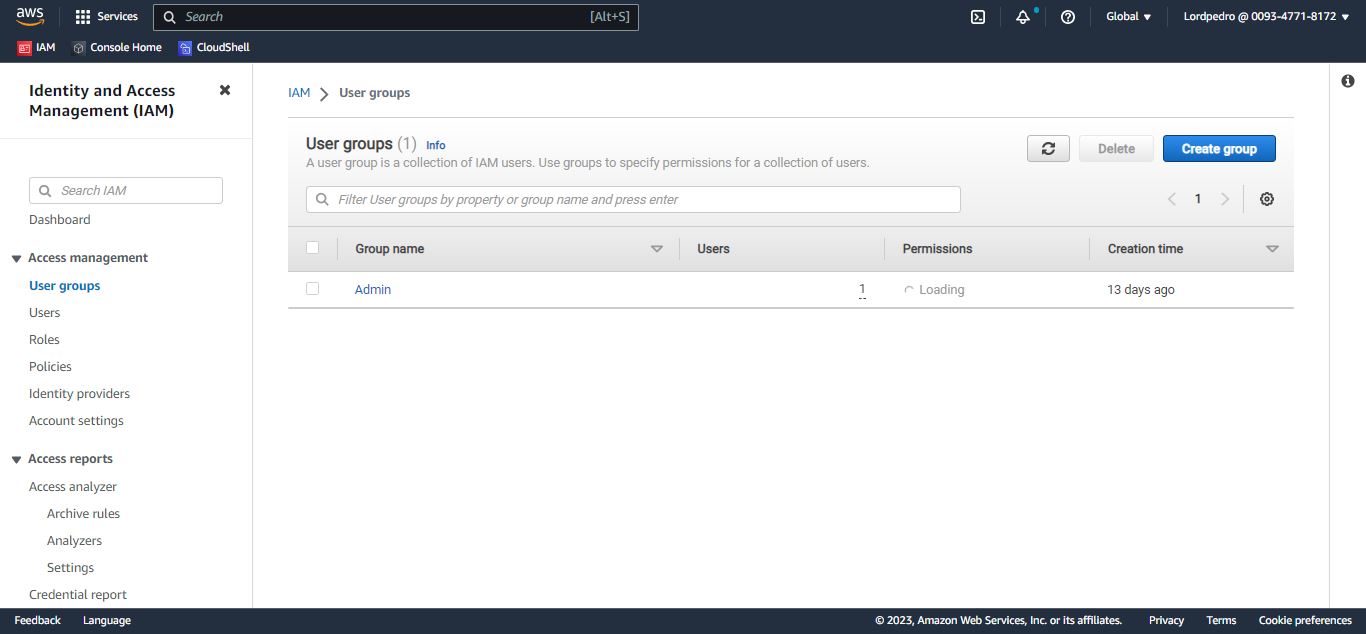 aws
Services
Search [Alt+S]
Global
Lordpedro @ 0093-4771-8172
IAM
Console Home
CloudShell
Identity and Access
Management (IAM)
Search IAM
Dashboard
Access management
User groups
Users
Roles
Policies
Identity providers
Account settings
Access reports
Access analyzer
Archive rules
Analyzers
Settings
Credential report
IAM
User groups
User groups (1) Info
A user group is a collection of IAM users. Use groups to specify permissions for a collection of users.
Delete
Create group
Filter User groups by property or group name and press enter
1
Group name
Users
Permissions
Creation time
Admin
1
Loading
13 days ago
Feedback
Language
© 2023, Amazon Web Services, Inc. or its affiliates.
Privacy
Terms
Cookie preferences